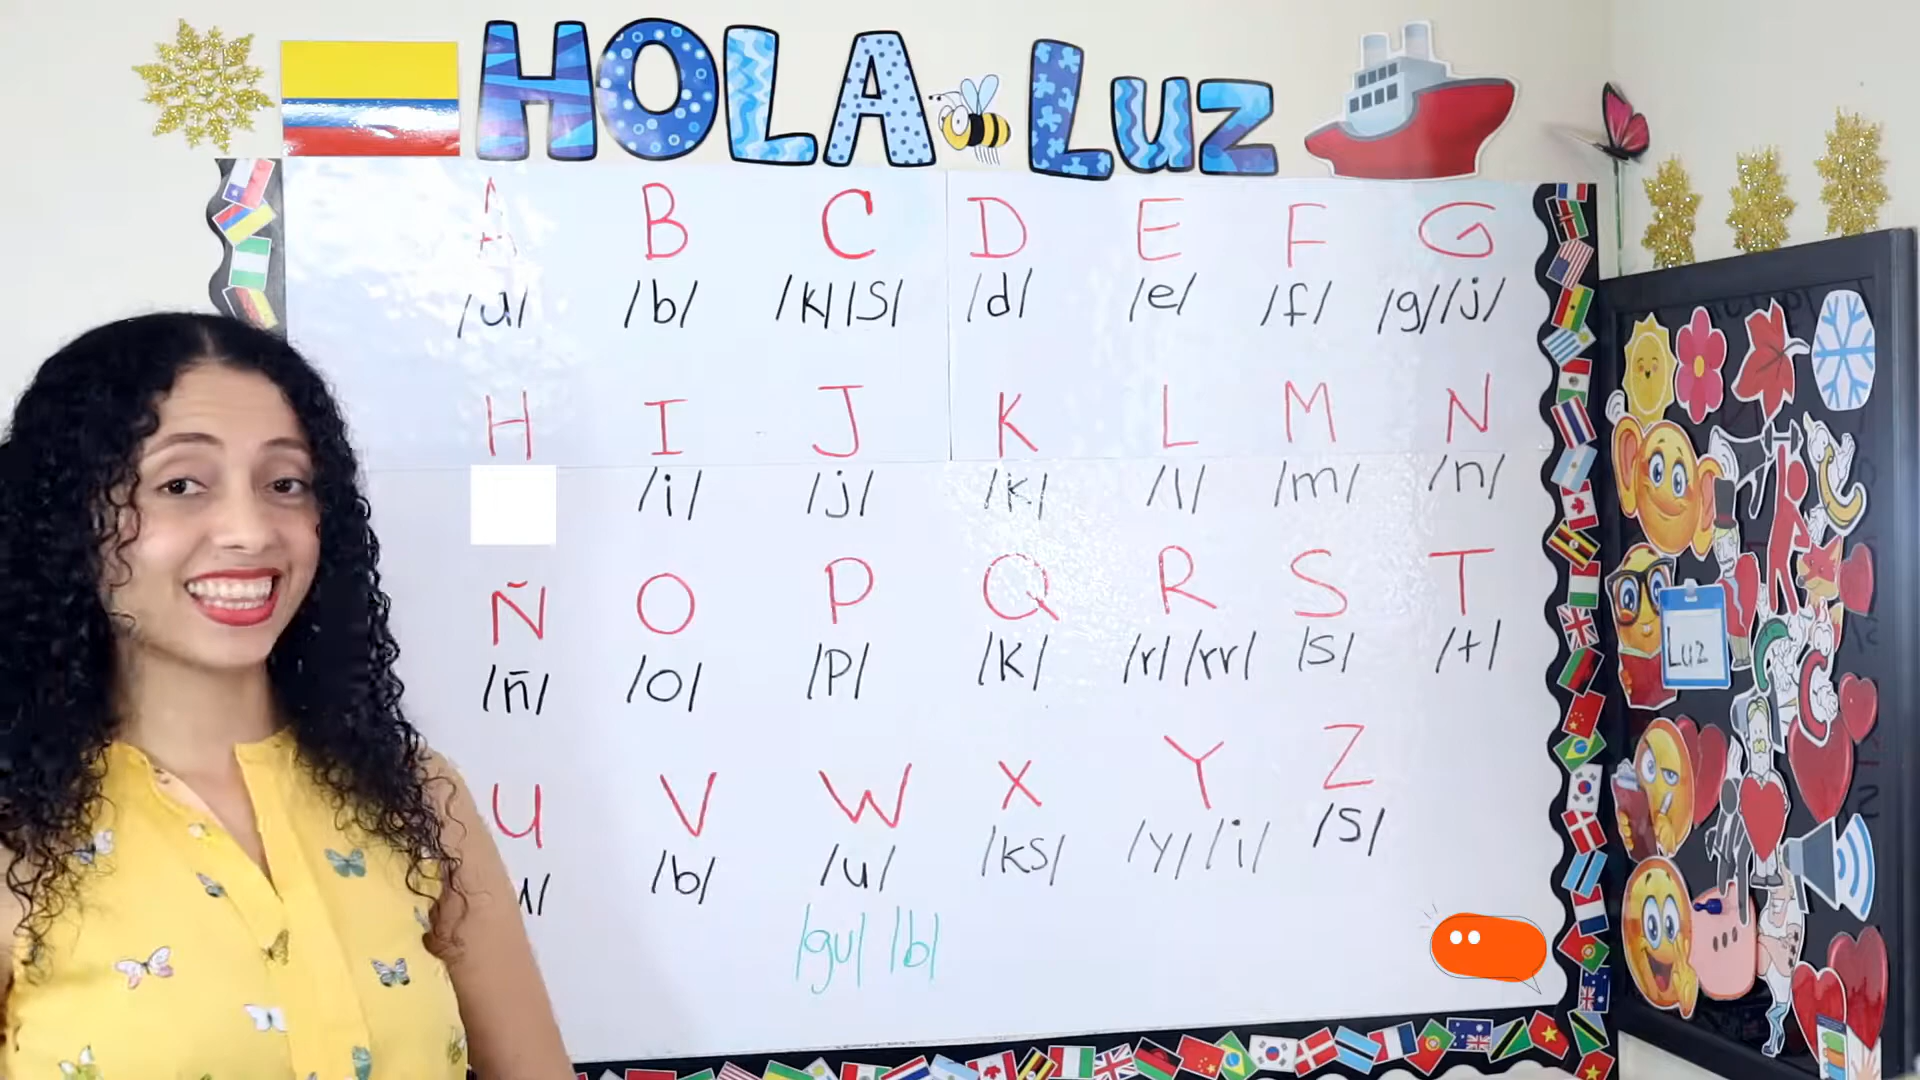 HOLA Luz
A B C D E F G
/a/ /b/ /k/ /s/ /d/ /e/ /f/ /g/ /j/
H I J K L M N
/i/ /j/ /k/ /l/ /m/ /n/
Ñ O P Q R S T
/ñ/ /o/ /p/ /k/ /r/ /rr/ /s/ /t/
U V W X Y Z
/b/ /u/ /ks/ /y/ /i/ /s/
/gu/ /b/
Luz